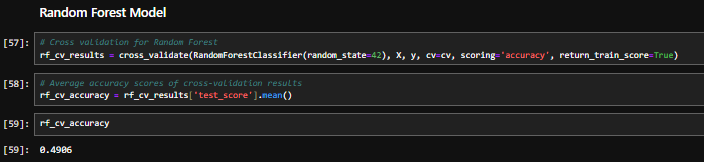 Random Forest Model
[57]: # Cross validation for Random Forest
rf_cv_results = cross_validate(RandomForestClassifier(random_state=42), X, y, cv=cv, scoring='accuracy', return_train_score=True)
[58]: # Average accuracy scores of cross-validation results
rf_cv_accuracy = rf_cv_results['test_score'].mean()
[59]: rf_cv_accuracy
[59]: 0.4906